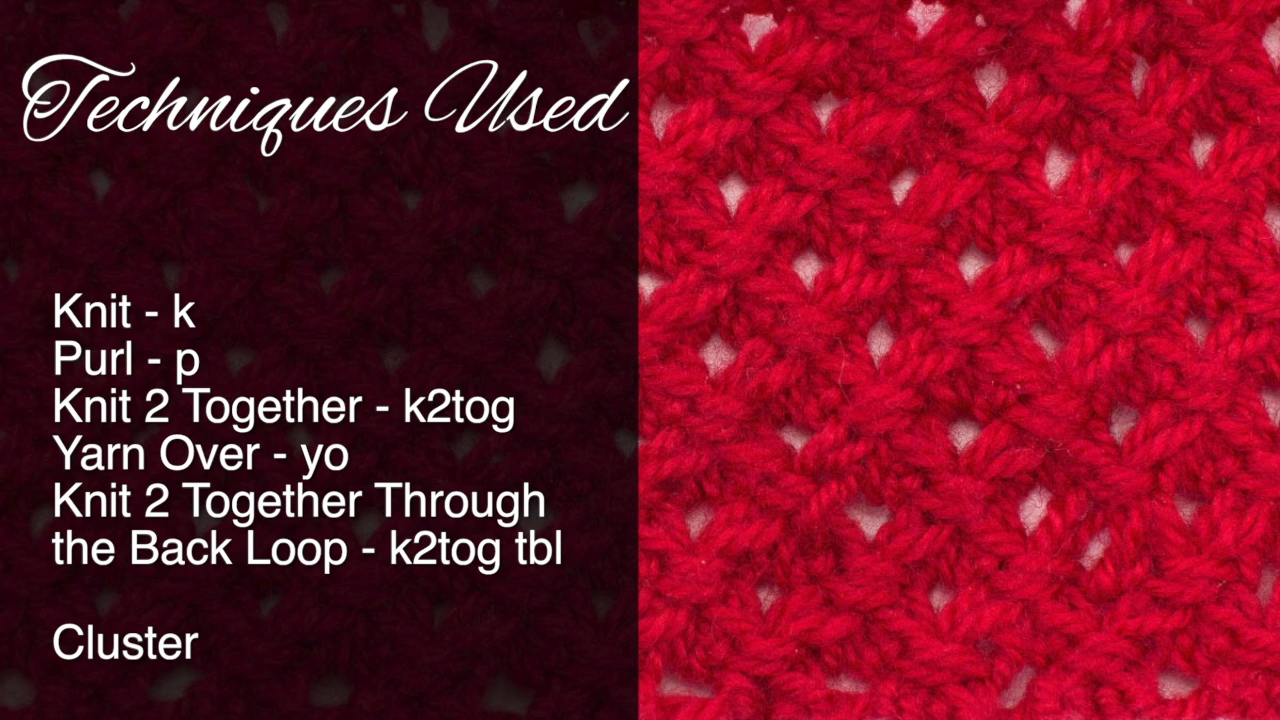 Techniques Used
Knit - k
Purl - p
Knit 2 Together - k2tog
Yarn Over - yo
Knit 2 Together Through
the Back Loop - k2tog tbl
Cluster